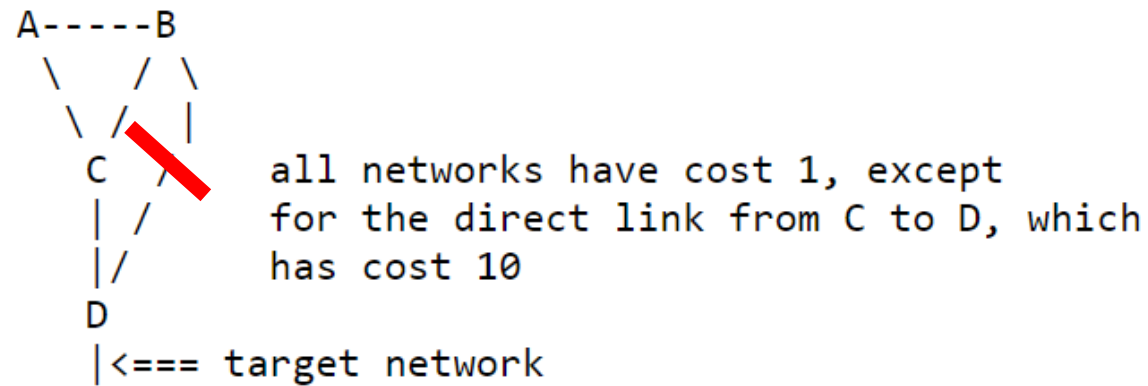 A-----B
 \   / \
  \ /  |
   C  /    all networks have cost 1, except
   | /     for the direct link from C to D, which
   |/      has cost 10
   D
   |<=== target network